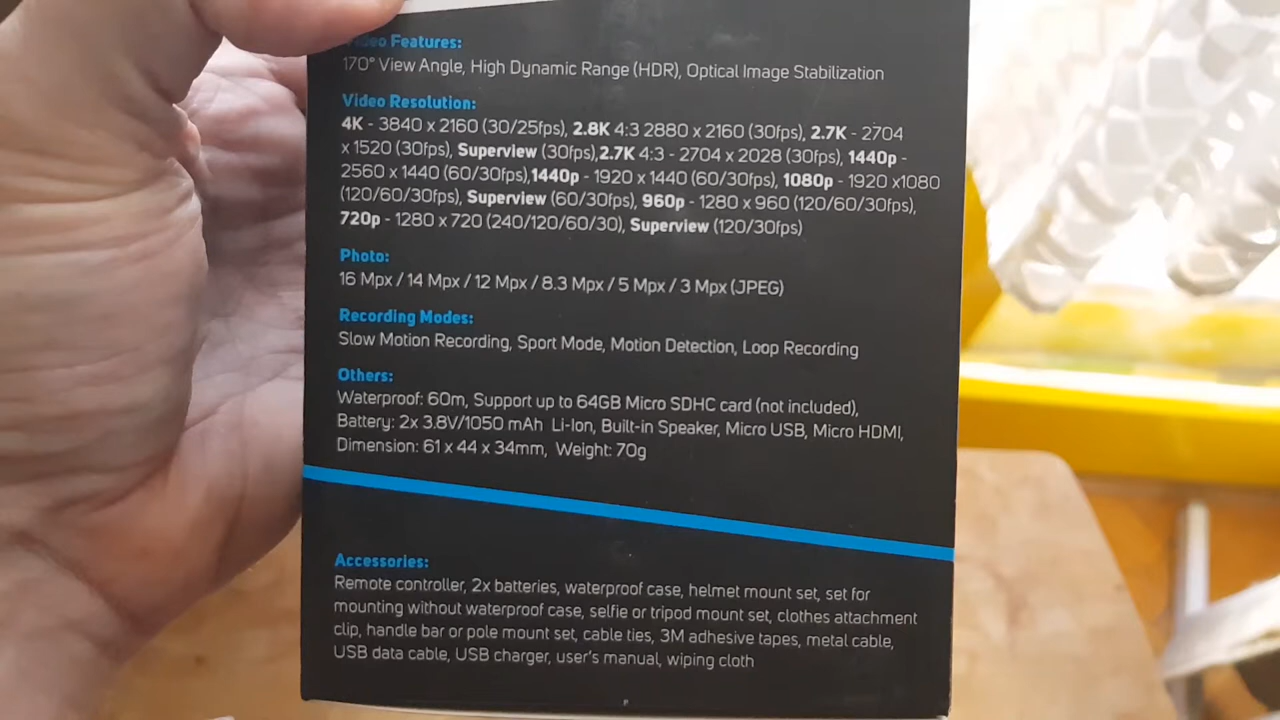 Video Features:
170° View Angle, High Dynamic Range (HDR), Optical Image Stabilization
Video Resolution:
4K - 3840 x 2160 (30/25fps), 2.8K 4:3 2880 x 2160 (30fps), 2.7K - 2704
x 1520 (30fps), Superview (30fps),2.7K 4:3 - 2704 x 2028 (30fps), 1440p -
2560 x 1440 (60/30fps),1440p - 1920 x 1440 (60/30fps), 1080p - 1920 x1080
(120/60/30fps), Superview (60/30fps), 960p - 1280 x 960 (120/60/30fps),
720p - 1280 x 720 (240/120/60/30), Superview (120/30fps)
Photo:
16 Mpx / 14 Mpx / 12 Mpx / 8.3 Mpx / 5 Mpx / 3 Mpx (JPEG)
Recording Modes:
Slow Motion Recording, Sport Mode, Motion Detection, Loop Recording
Others:
Waterproof: 60m, Support up to 64GB Micro SDHC card (not included),
Battery: 2x 3.8V/1050 mAh Li-Ion, Built-in Speaker, Micro USB, Micro HDMI,
Dimension: 61 x 44 x 34mm, Weight: 70g
Accessories:
Remote controller, 2x batteries, waterproof case, helmet mount set, set for
mounting without waterproof case, selfie or tripod mount set, clothes attachment
clip, handle bar or pole mount set, cable ties, 3M adhesive tapes, metal cable,
USB data cable, USB charger, user's manual, wiping cloth